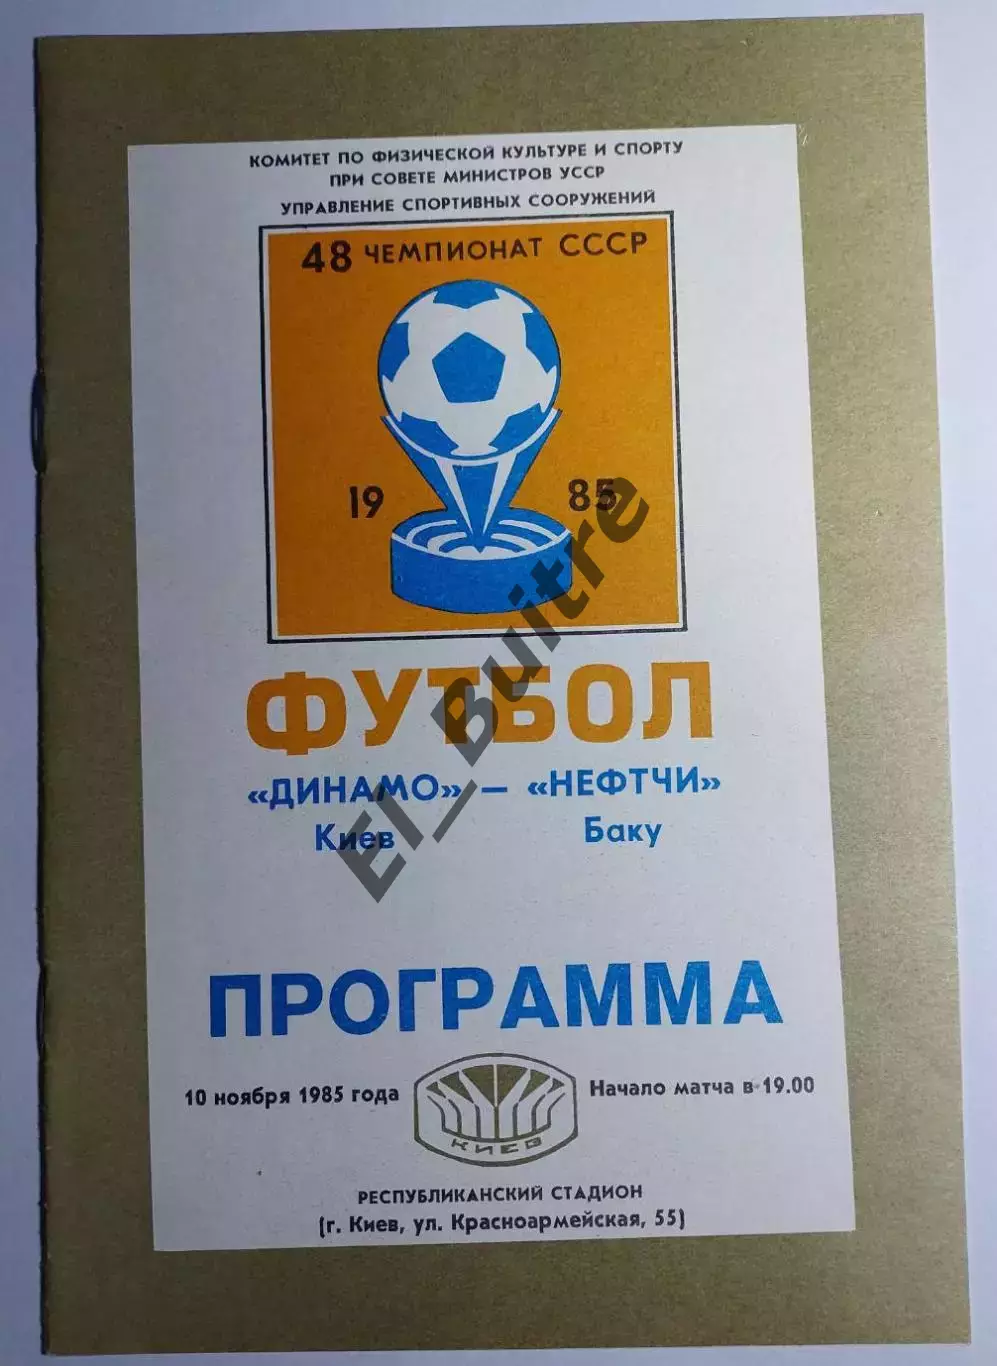 КОМИТЕТ ПО ФИЗИЧЕСКОЙ КУЛЬТУРЕ И СПОРТУ
ПРИ СОВЕТЕ МИНИСТРОВ УССР
УПРАВЛЕНИЕ СПОРТИВНЫХ СООРУЖЕНИЙ
48 ЧЕМПИОНАТ СССР
19 85
ФУТБОЛ
«ДИНАМО» — «НЕФТЧИ»
Киев Баку
El_Buitre
ПРОГРАММА
10 ноября 1985 года
Начало матча в 19.00
КИЕВ
РЕСПУБЛИКАНСКИЙ СТАДИОН
(г. Киев, ул. Красноармейская, 55)